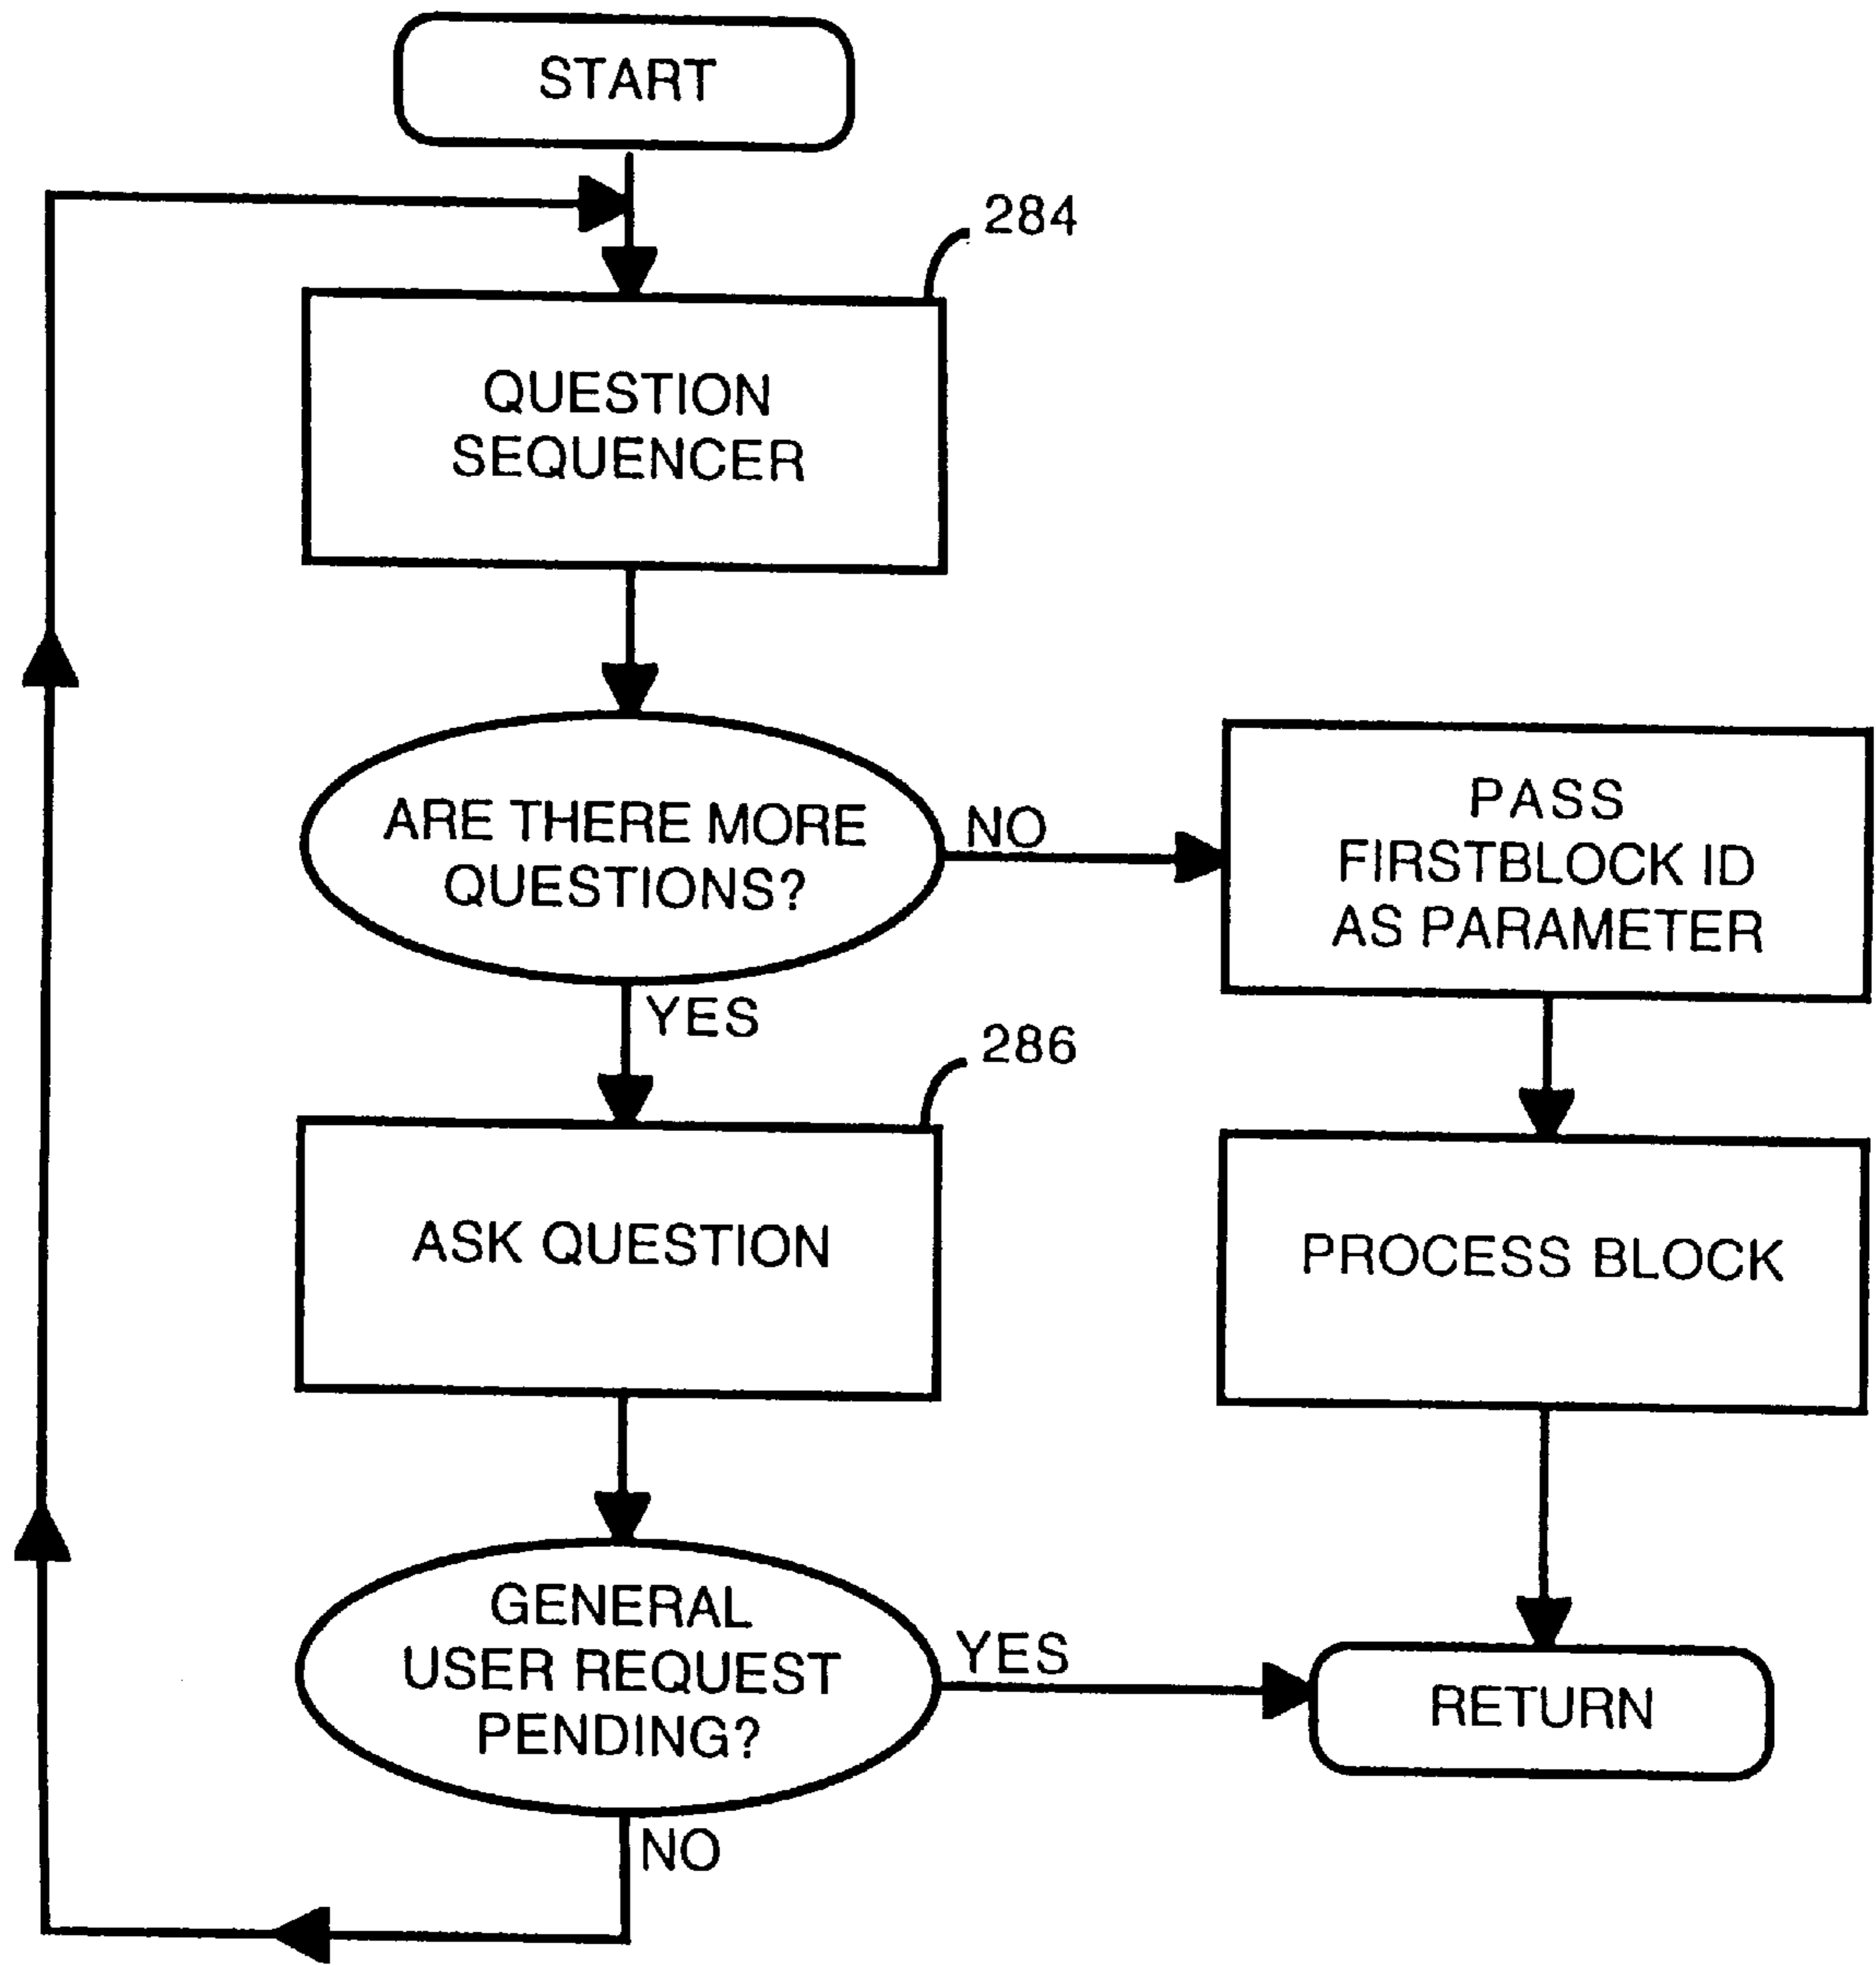 START
284
QUESTION
SEQUENCER
ARE THERE MORE
QUESTIONS?
NO
PASS
FIRSTBLOCK ID
AS PARAMETER
YES
286
ASK QUESTION
PROCESS BLOCK
GENERAL
USER REQUEST
PENDING?
YES
RETURN
NO